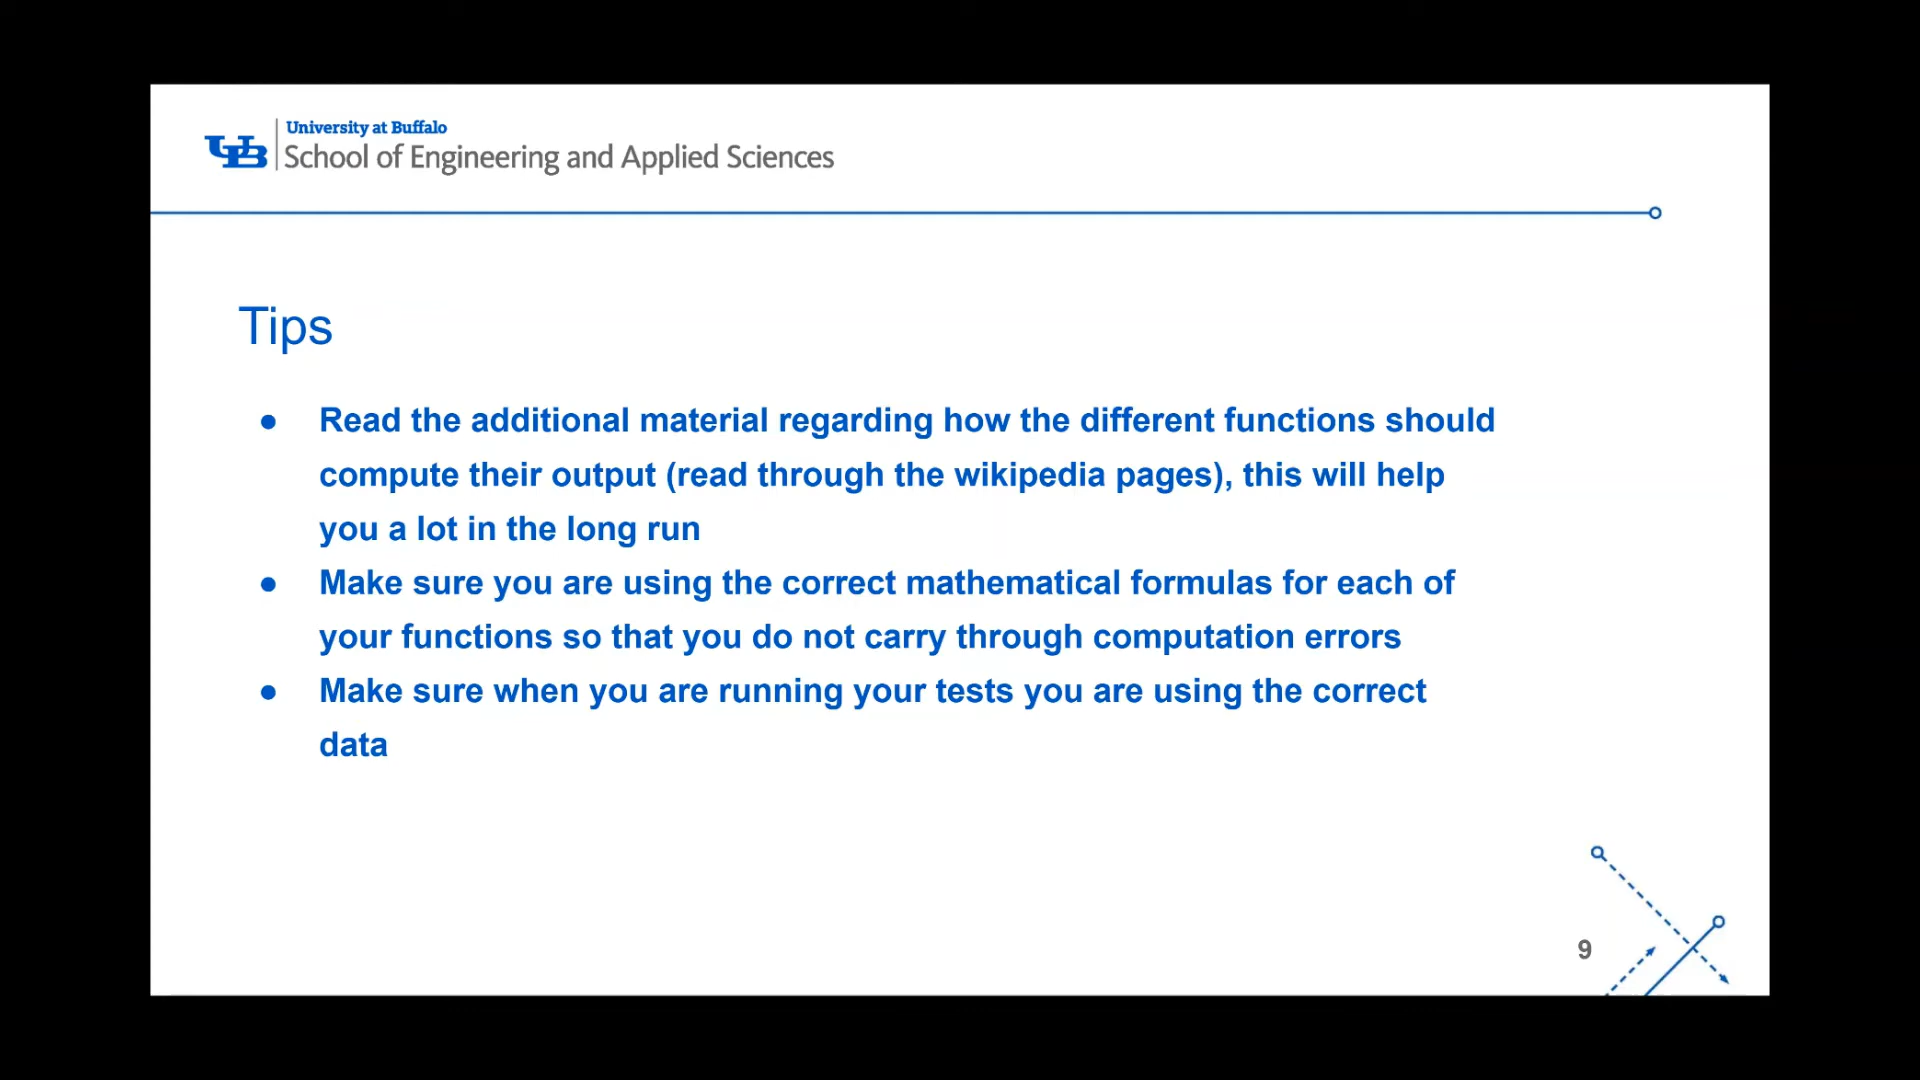 University at Buffalo
UB School of Engineering and Applied Sciences
Tips
● Read the additional material regarding how the different functions should
compute their output (read through the wikipedia pages), this will help
you a lot in the long run
● Make sure you are using the correct mathematical formulas for each of
your functions so that you do not carry through computation errors
● Make sure when you are running your tests you are using the correct
data
9